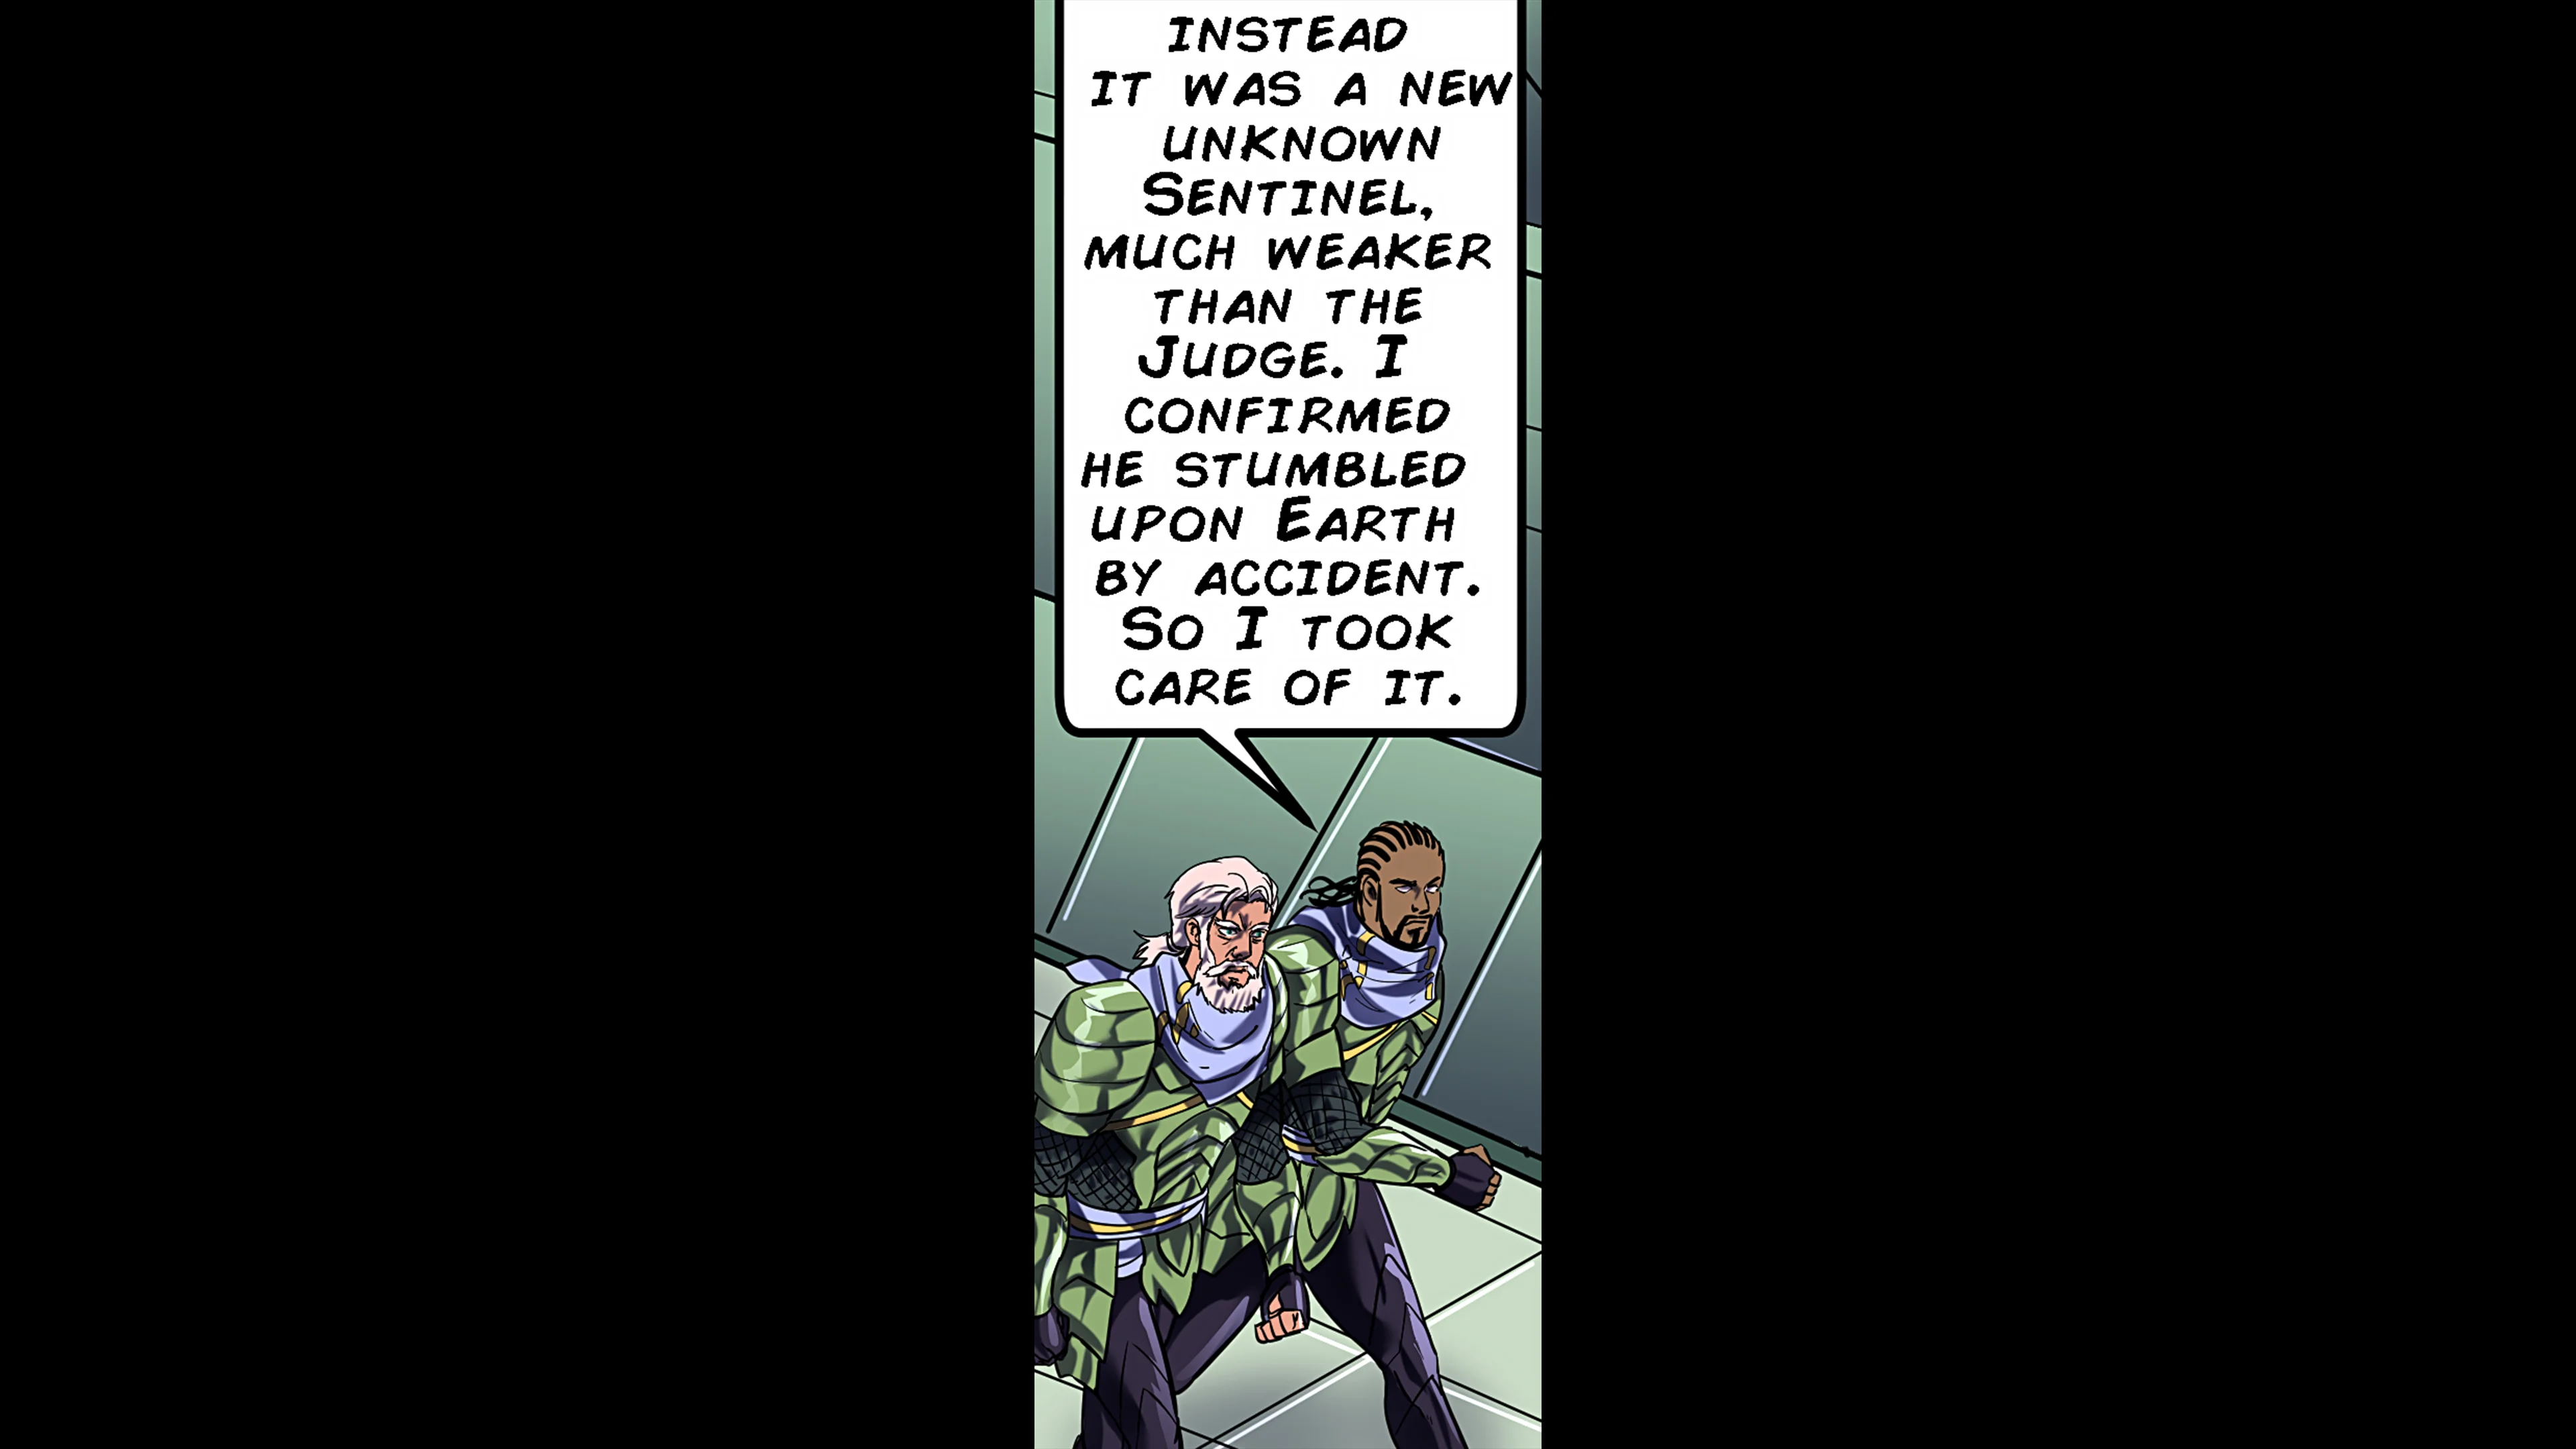 INSTEAD
IT WAS A NEW
UNKNOWN
SENTINEL,
MUCH WEAKER
THAN THE
JUDGE. I
CONFIRMED
HE STUMBLED
UPON EARTH
BY ACCIDENT.
SO I TOOK
CARE OF IT.